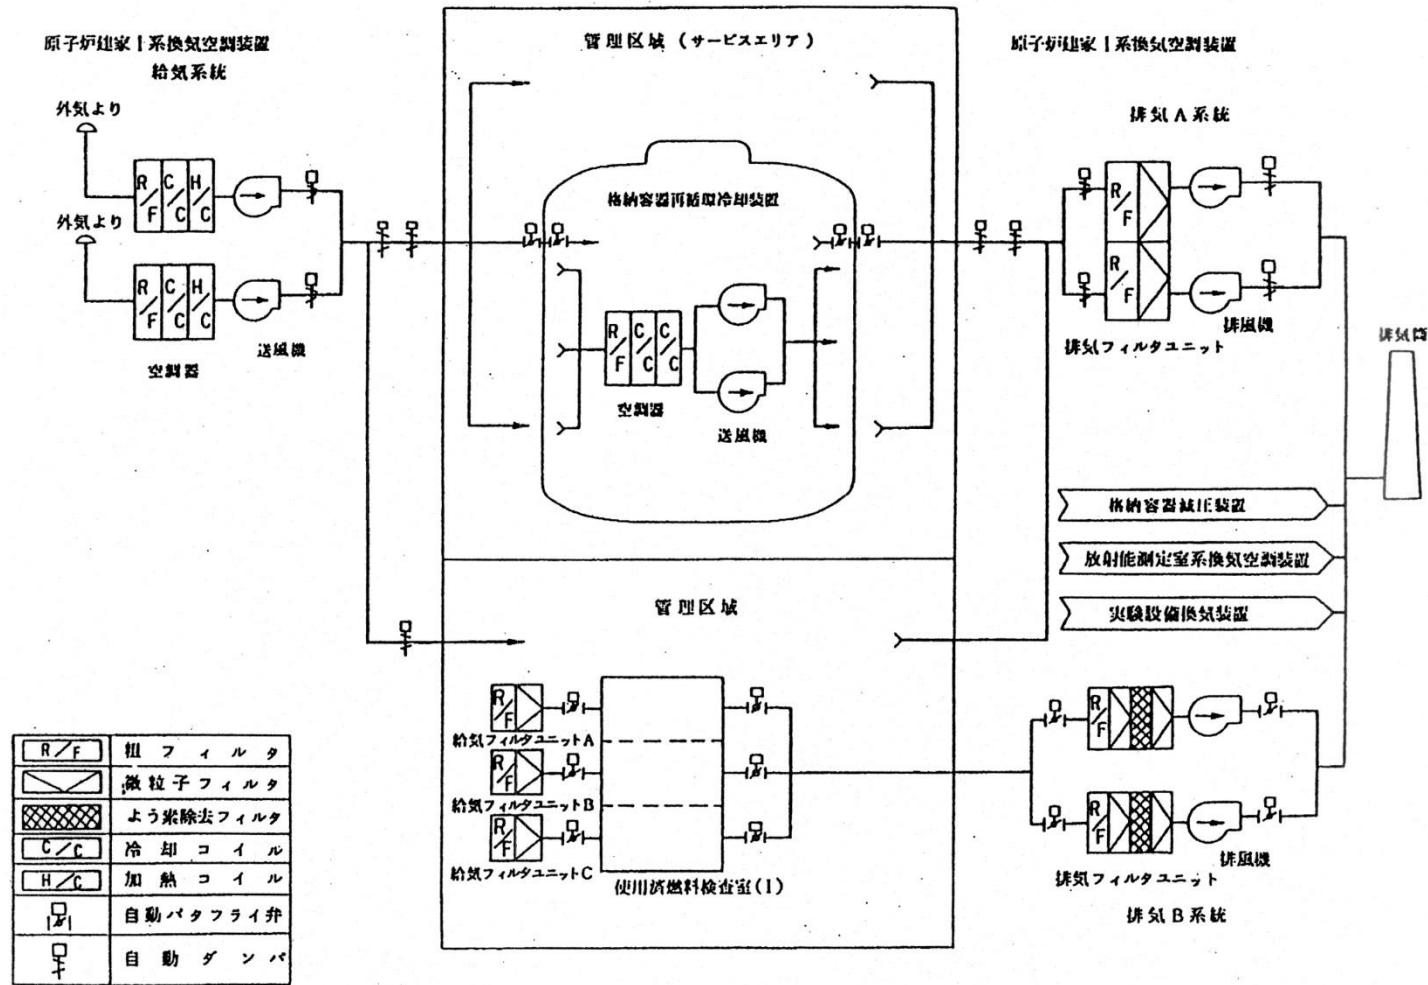 原子炉建家Ⅰ系換気空調装置
給気系統
外気より
R/F
C/C
H/C
外気より
R/F
C/C
H/C
空調器
送風機
管理区域(サービスエリア)
格納容器再循環冷却装置
R/F
C/C
C/C
空調器
送風機
原子炉建家Ⅰ系換気空調装置
排気A系統
R/F
R/F
排風機
排気フィルタユニット
排気筒
格納容器減圧装置
放射能測定室系換気空調装置
実験設備換気装置
管理区域
R/F
給気フィルタユニットA
R/F
給気フィルタユニットB
R/F
給気フィルタユニットC
使用済燃料検査室(1)
R/F
R/F
排風機
排気フィルタユニット
排気B系統
R/F 粗フィルタ
微粒子フィルタ
よう素除去フィルタ
C/C 冷却コイル
H/C 加熱コイル
自動バタフライ弁
自動ダンパ